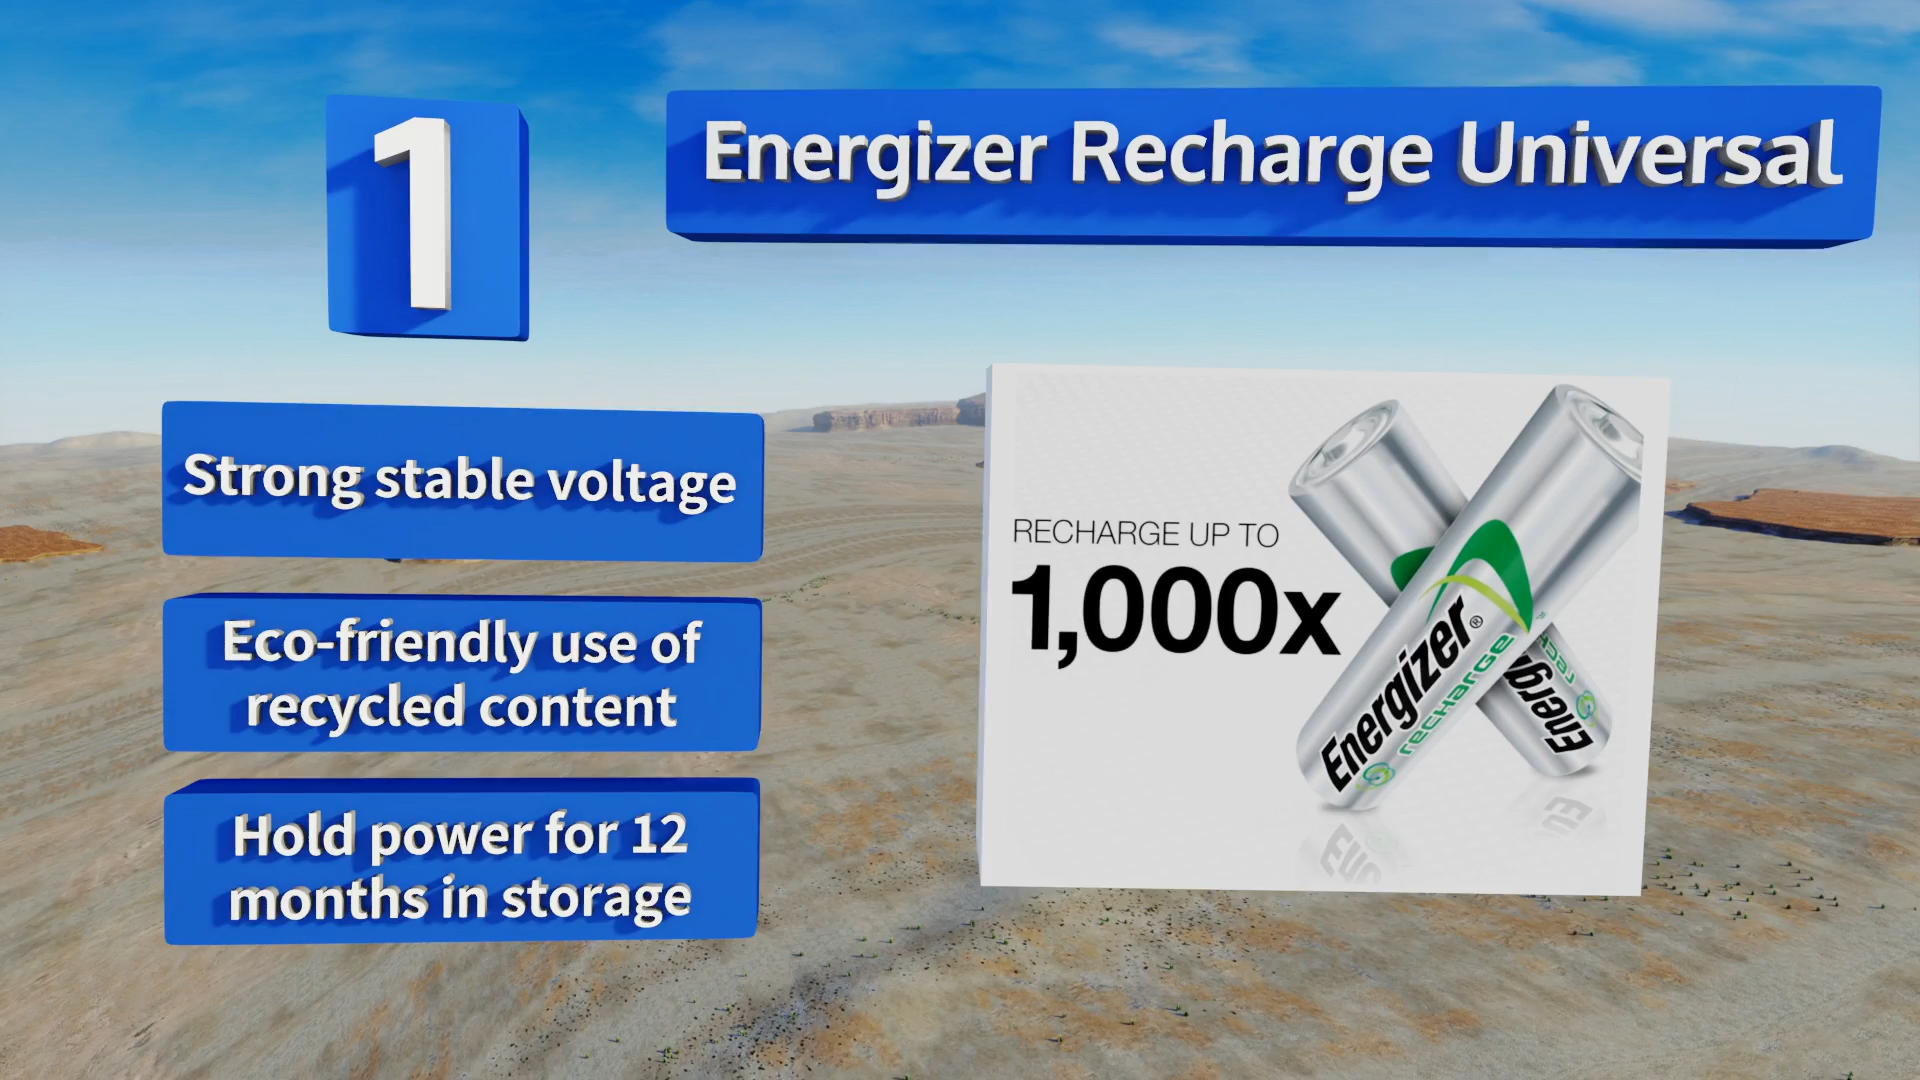 1
Energizer Recharge Universal
Strong stable voltage
Eco-friendly use of
recycled content
Hold power for 12
months in storage
RECHARGE UP TO
1,000x
Energizer®
recharge
Energ
rech